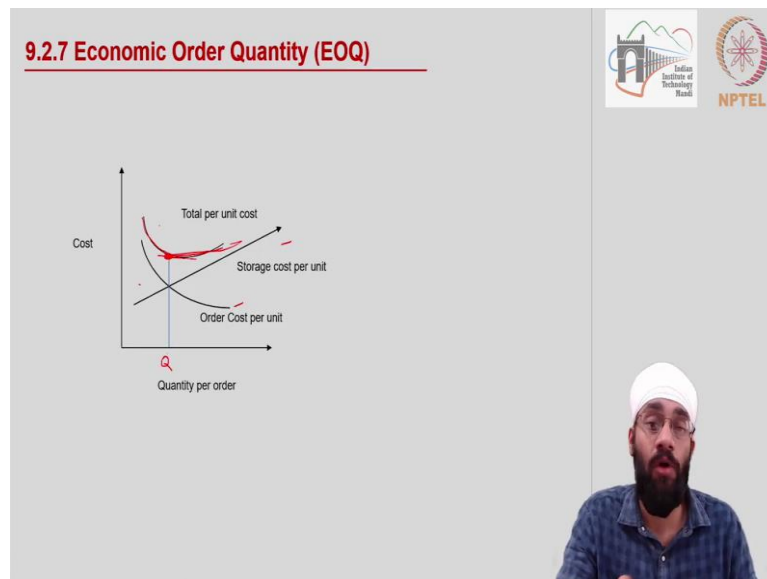 9.2.7 Economic Order Quantity (EOQ)
Indian
Institute of
Technology
Mandi
NPTEL
Total per unit cost
Cost
Storage cost per unit
Order Cost per unit
Q
Quantity per order